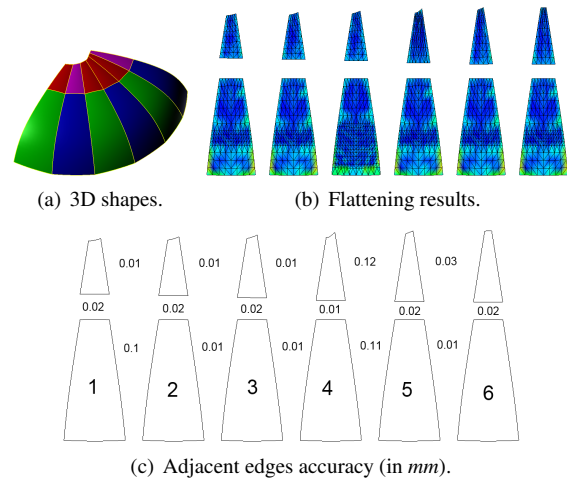 (a) 3D shapes.
(b) Flattening results.
0.01 0.01 0.01 0.12 0.03
0.02 0.02 0.02 0.01 0.02 0.02
0.1 0.01 0.01 0.11 0.01
1 2 3 4 5 6
(c) Adjacent edges accuracy (in mm).